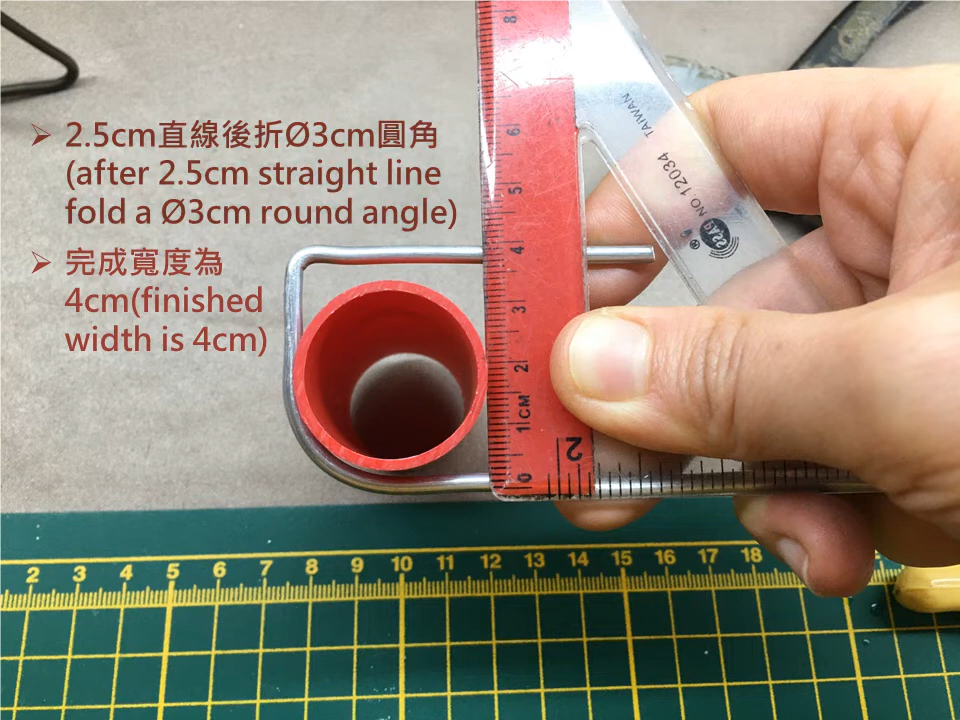 ➢ 2.5cm直線後折Ø3cm圓角
(after 2.5cm straight line
fold a Ø3cm round angle)
➢ 完成寬度為
4cm(finished
width is 4cm)
8
6
5
4
3
2
1CM
0
2
TAIWAN
NO.12034
®
2 3 4 5 6 7 8 9 10 11 12 13 14 15 16 17 18